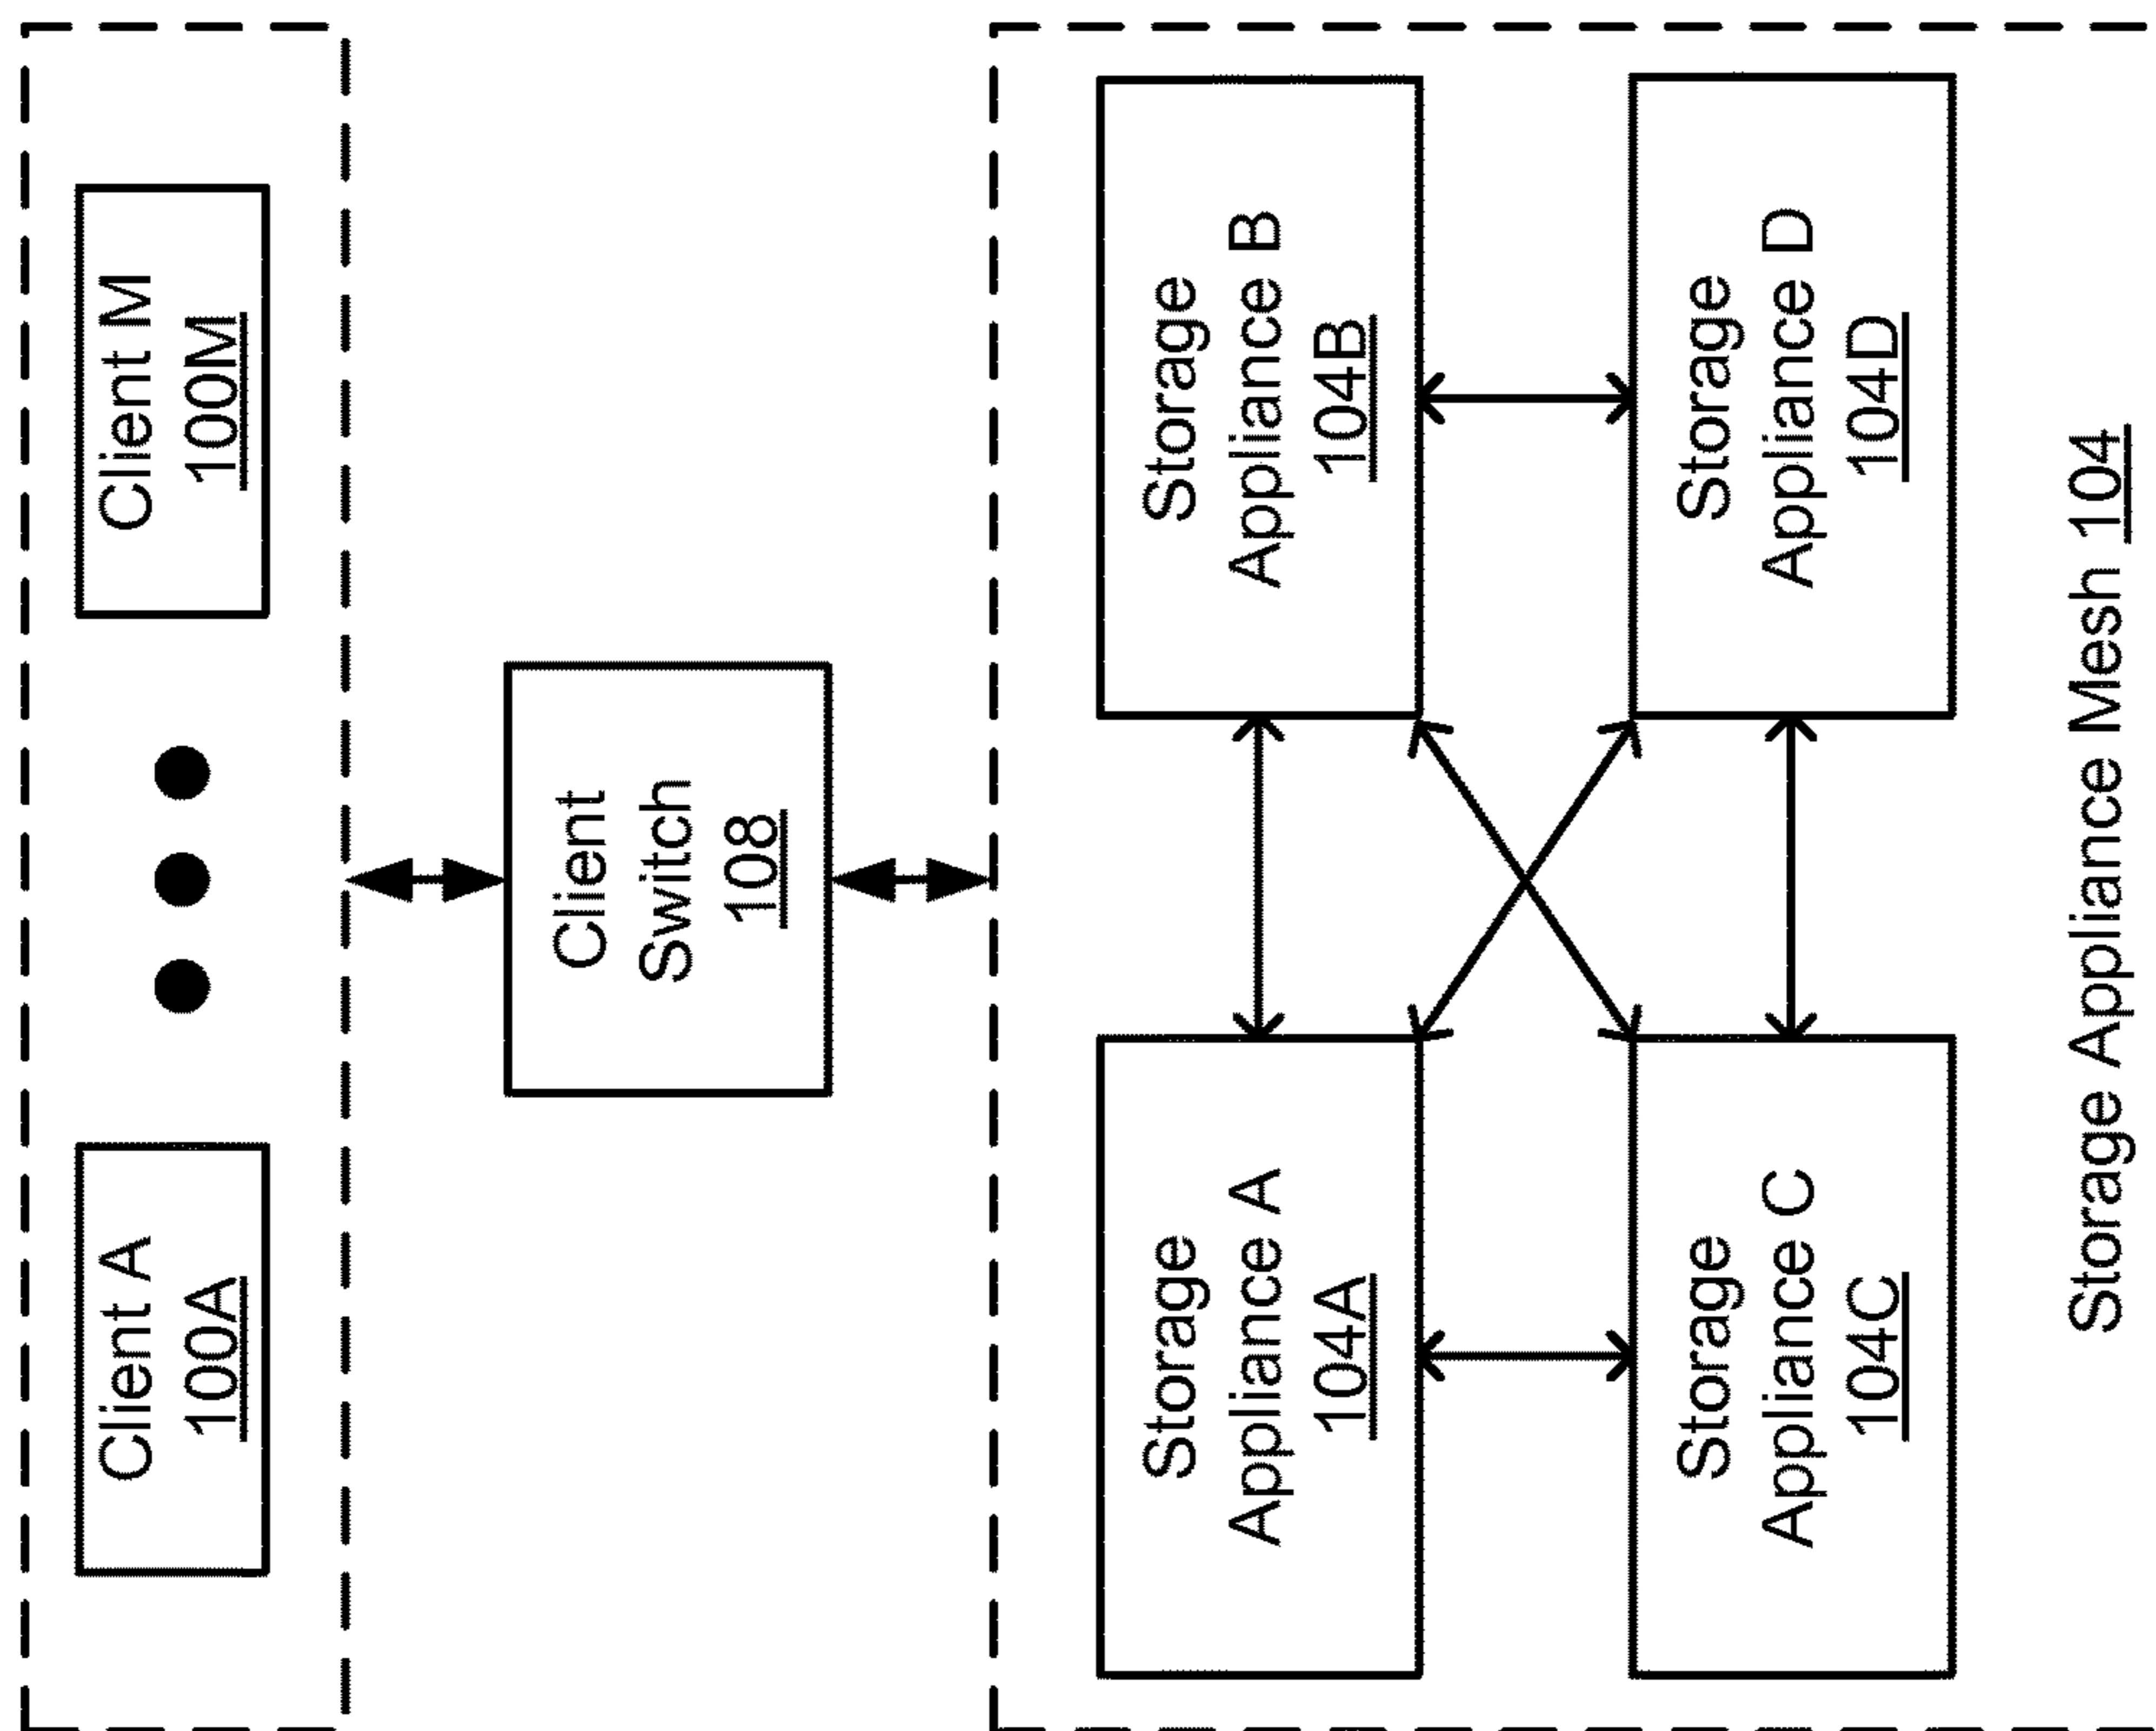 Client A
100A
Client M
100M
Client
Switch
108
Storage
Appliance A
104A
Storage
Appliance B
104B
Storage
Appliance C
104C
Storage
Appliance D
104D
Storage Appliance Mesh 104